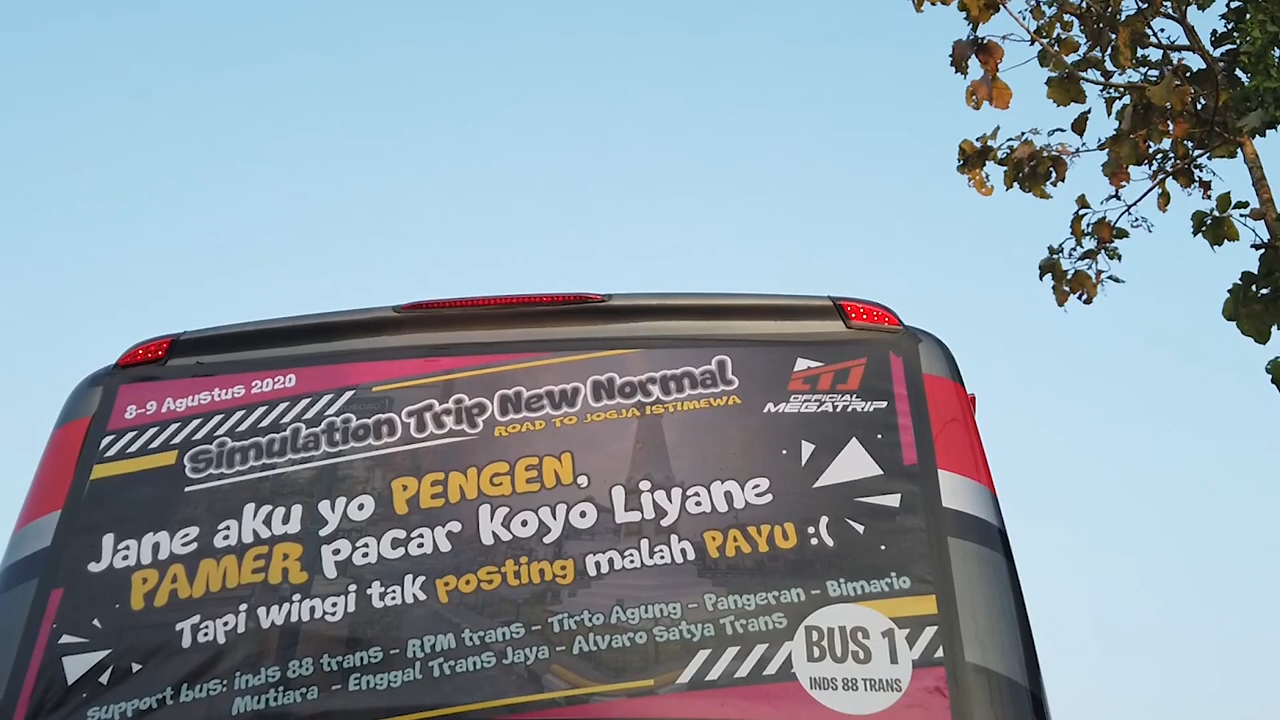 8-9 Agustus 2020
Simulation Trip New Normal
ROAD TO JOGJA ISTIMEWA
OFFICIAL
MEGATRIP
Jane aku yo PENGEN,
PAMER pacar koyo Liyane
Tapi wingi tak posting malah PAYU :(
Support bus: inds 88 trans - RPM trans - Tirto Agung - Pangeran - Bimario
Mutiara - Enggal Trans Jaya - Alvaro Satya Trans
BUS 1
INDS 88 TRANS